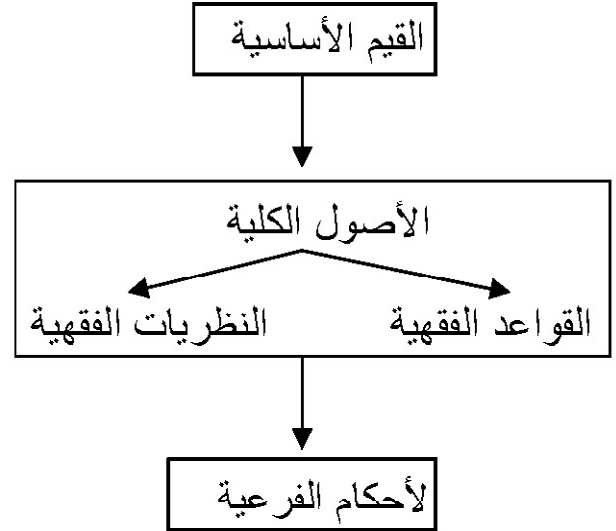 القيم الأساسية
الأصول الكلية
القواعد الفقهية
النظريات الفقهية
لأحكام الفرعية